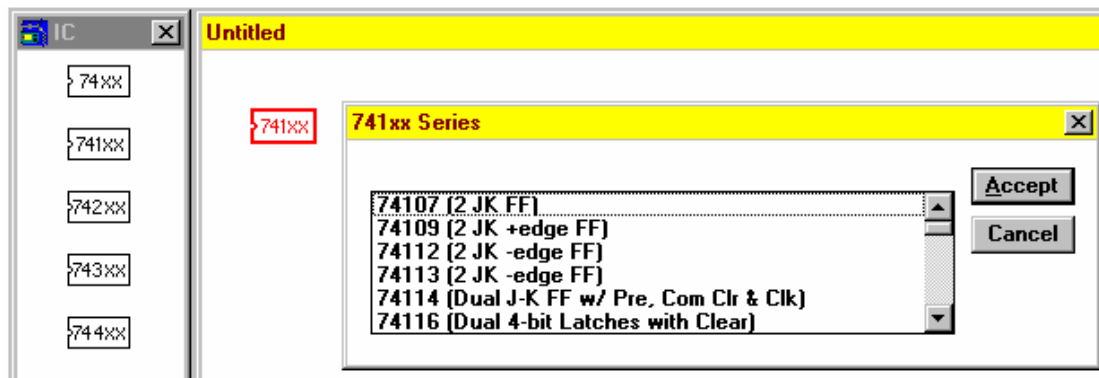 IC
74xx
741xx
742xx
743xx
744xx
Untitled
741xx
741xx Series
74107 (2 JK FF)
74109 (2 JK +edge FF)
74112 (2 JK -edge FF)
74113 (2 JK -edge FF)
74114 (Dual J-K FF w/ Pre, Com Clr & Clk)
74116 (Dual 4-bit Latches with Clear)
Accept
Cancel